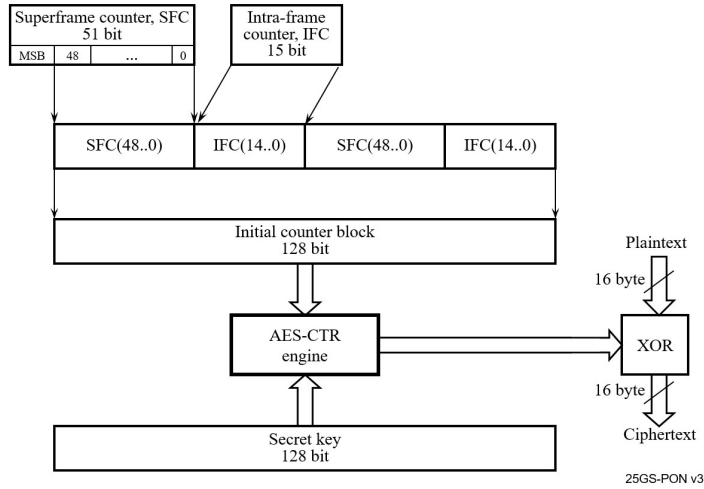 Superframe counter, SFC
51 bit
MSB 48 ... 0
Intra-frame
counter, IFC
15 bit
SFC(48..0) IFC(14..0) SFC(48..0) IFC(14..0)
Initial counter block
128 bit
Plaintext
16 byte
AES-CTR
engine
XOR
16 byte
Ciphertext
Secret key
128 bit
25GS-PON v3